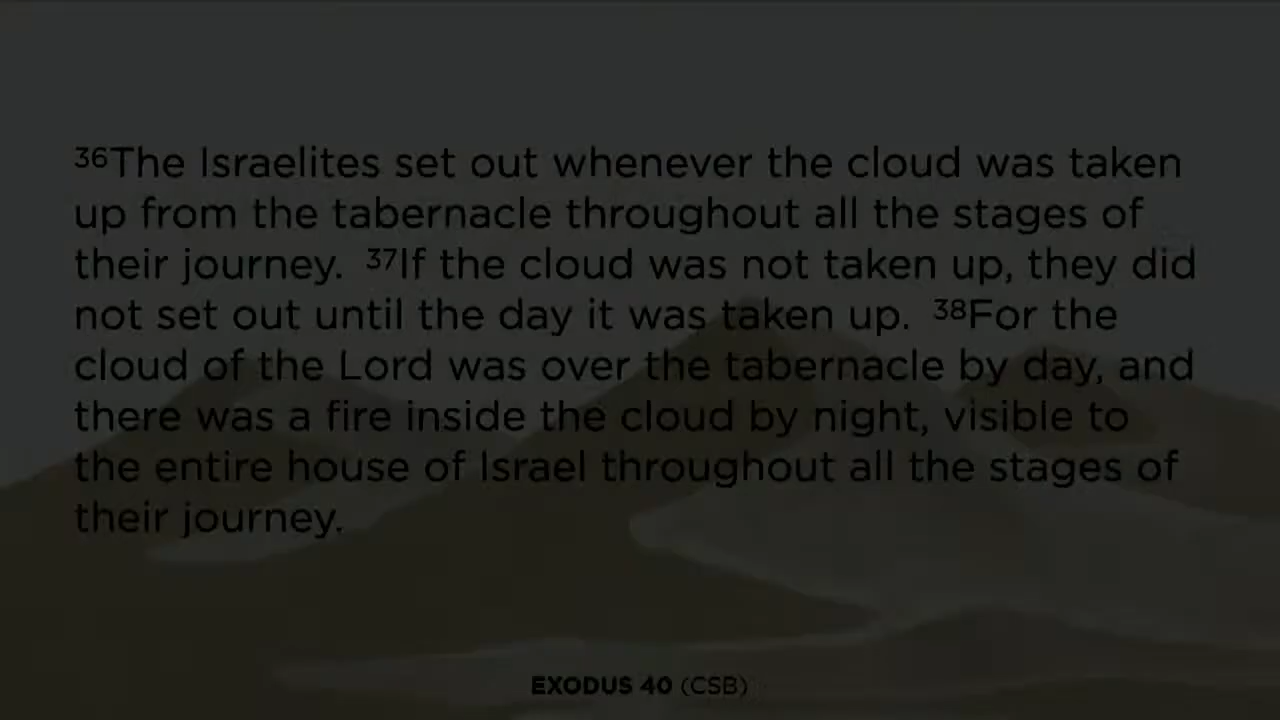 36The Israelites set out whenever the cloud was taken
up from the tabernacle throughout all the stages of
their journey. 37If the cloud was not taken up, they did
not set out until the day it was taken up. 38For the
cloud of the Lord was over the tabernacle by day, and
there was a fire inside the cloud by night, visible to
the entire house of Israel throughout all the stages of
their journey.
EXODUS 40 (CSB)